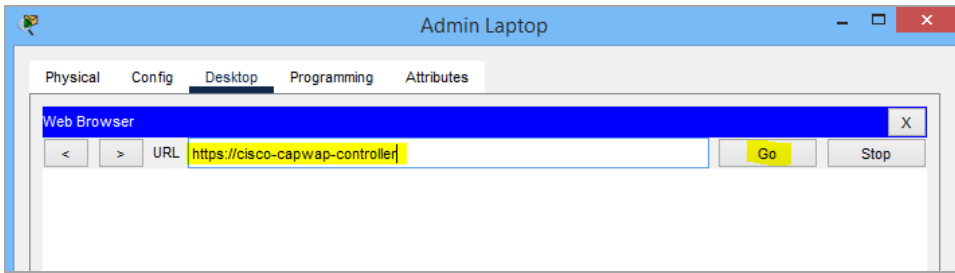 Admin Laptop
Physical Config Desktop Programming Attributes
Web Browser X
< > URL https://cisco-capwap-controller Go Stop